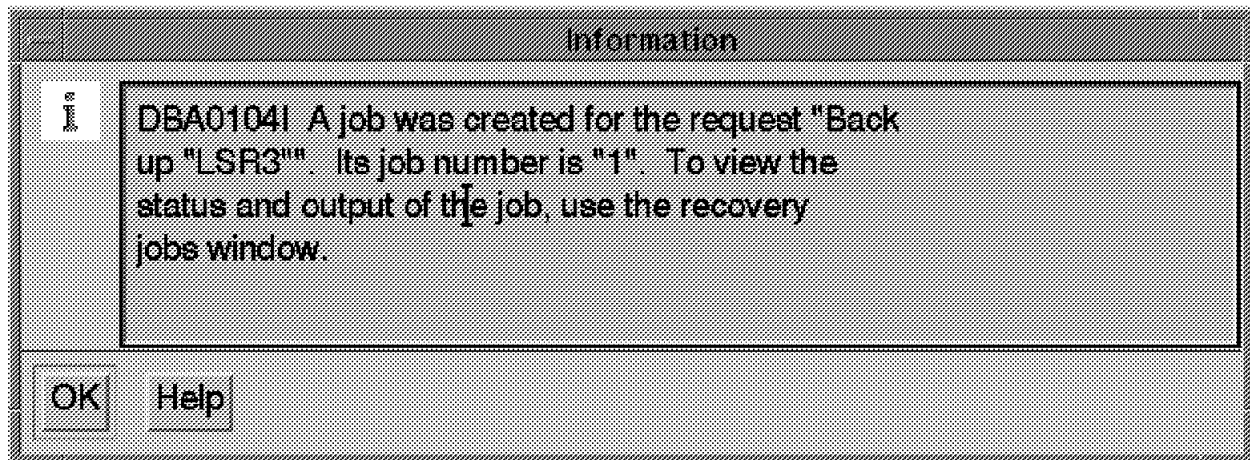 Information
i
DBA0104I  A job was created for the request "Back
up "LSR3"".  Its job number is "1".  To view the
status and output of the job, use the recovery
jobs window.
OK
Help